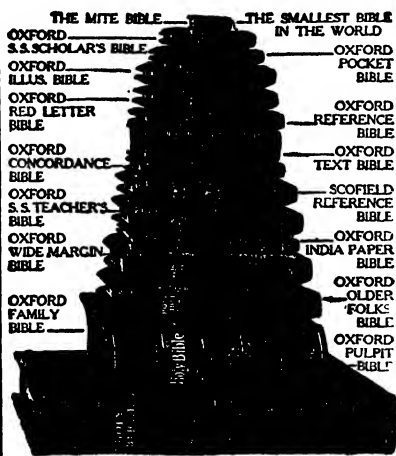 THE MITE BIBLE
THE SMALLEST BIBLE
IN THE WORLD
OXFORD
S.S. SCHOLAR'S BIBLE
OXFORD
ILLUS. BIBLE
OXFORD
RED LETTER
BIBLE
OXFORD
CONCORDANCE
BIBLE
OXFORD
S.S. TEACHER'S
BIBLE
OXFORD
WIDE MARGIN
BIBLE
OXFORD
FAMILY
BIBLE
OXFORD
POCKET
BIBLE
OXFORD
REFERENCE
BIBLE
OXFORD
TEXT BIBLE
SCOFIELD
REFERENCE
BIBLE
OXFORD
INDIA PAPER
BIBLE
OXFORD
OLDER
FOLKS
BIBLE
OXFORD
PULPIT
BIBLE
Holy Bible